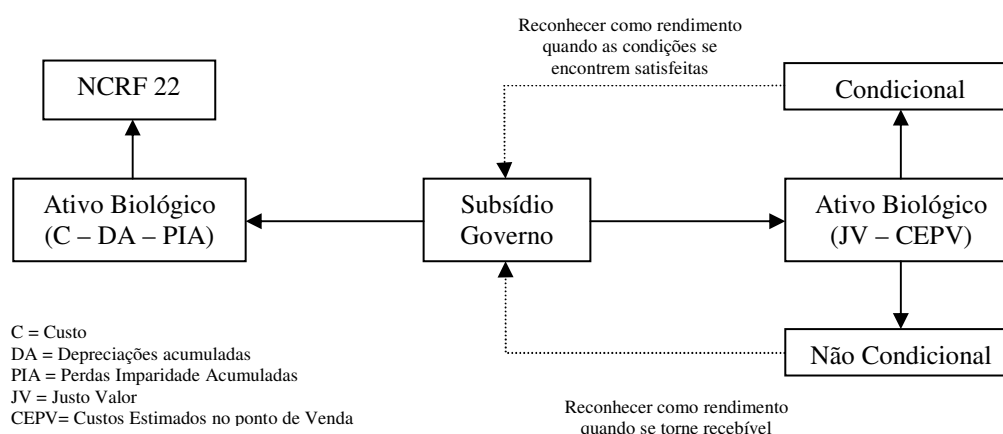 Reconhecer como rendimento
quando as condições se
encontrem satisfeitas
NCRF 22
Condicional
Ativo Biológico
(C – DA – PIA)
Subsídio
Governo
Ativo Biológico
(JV – CEPV)
Não Condicional
C = Custo
DA = Depreciações acumuladas
PIA = Perdas Imparidade Acumuladas
JV = Justo Valor
CEPV= Custos Estimados no ponto de Venda
Reconhecer como rendimento
quando se torne recebível